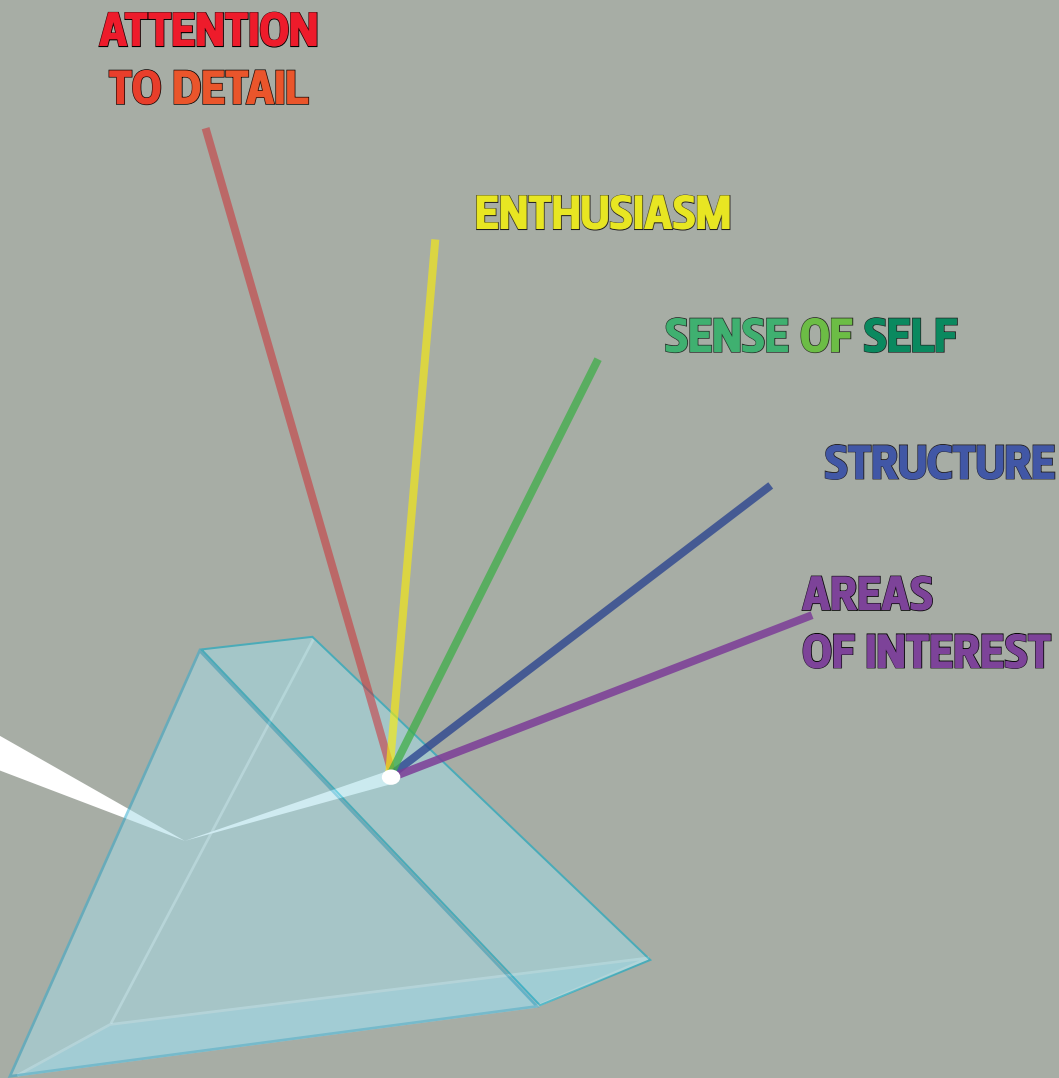 ATTENTION
TO DETAIL
ENTHUSIASM
SENSE OF SELF
STRUCTURE
AREAS
OF INTEREST